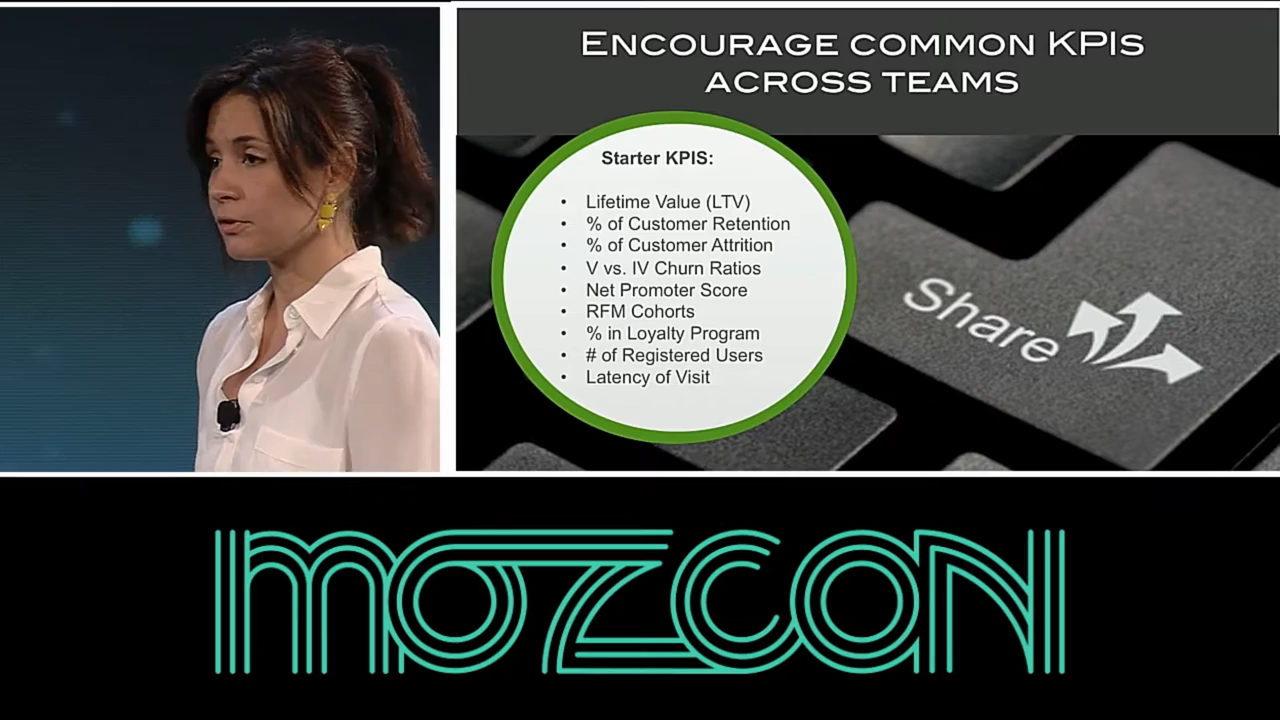 ENCOURAGE COMMON KPIS
ACROSS TEAMS
Starter KPIS:
• Lifetime Value (LTV)
• % of Customer Retention
• % of Customer Attrition
• V vs. IV Churn Ratios
• Net Promoter Score
• RFM Cohorts
• % in Loyalty Program
• # of Registered Users
• Latency of Visit
Share
mozcon